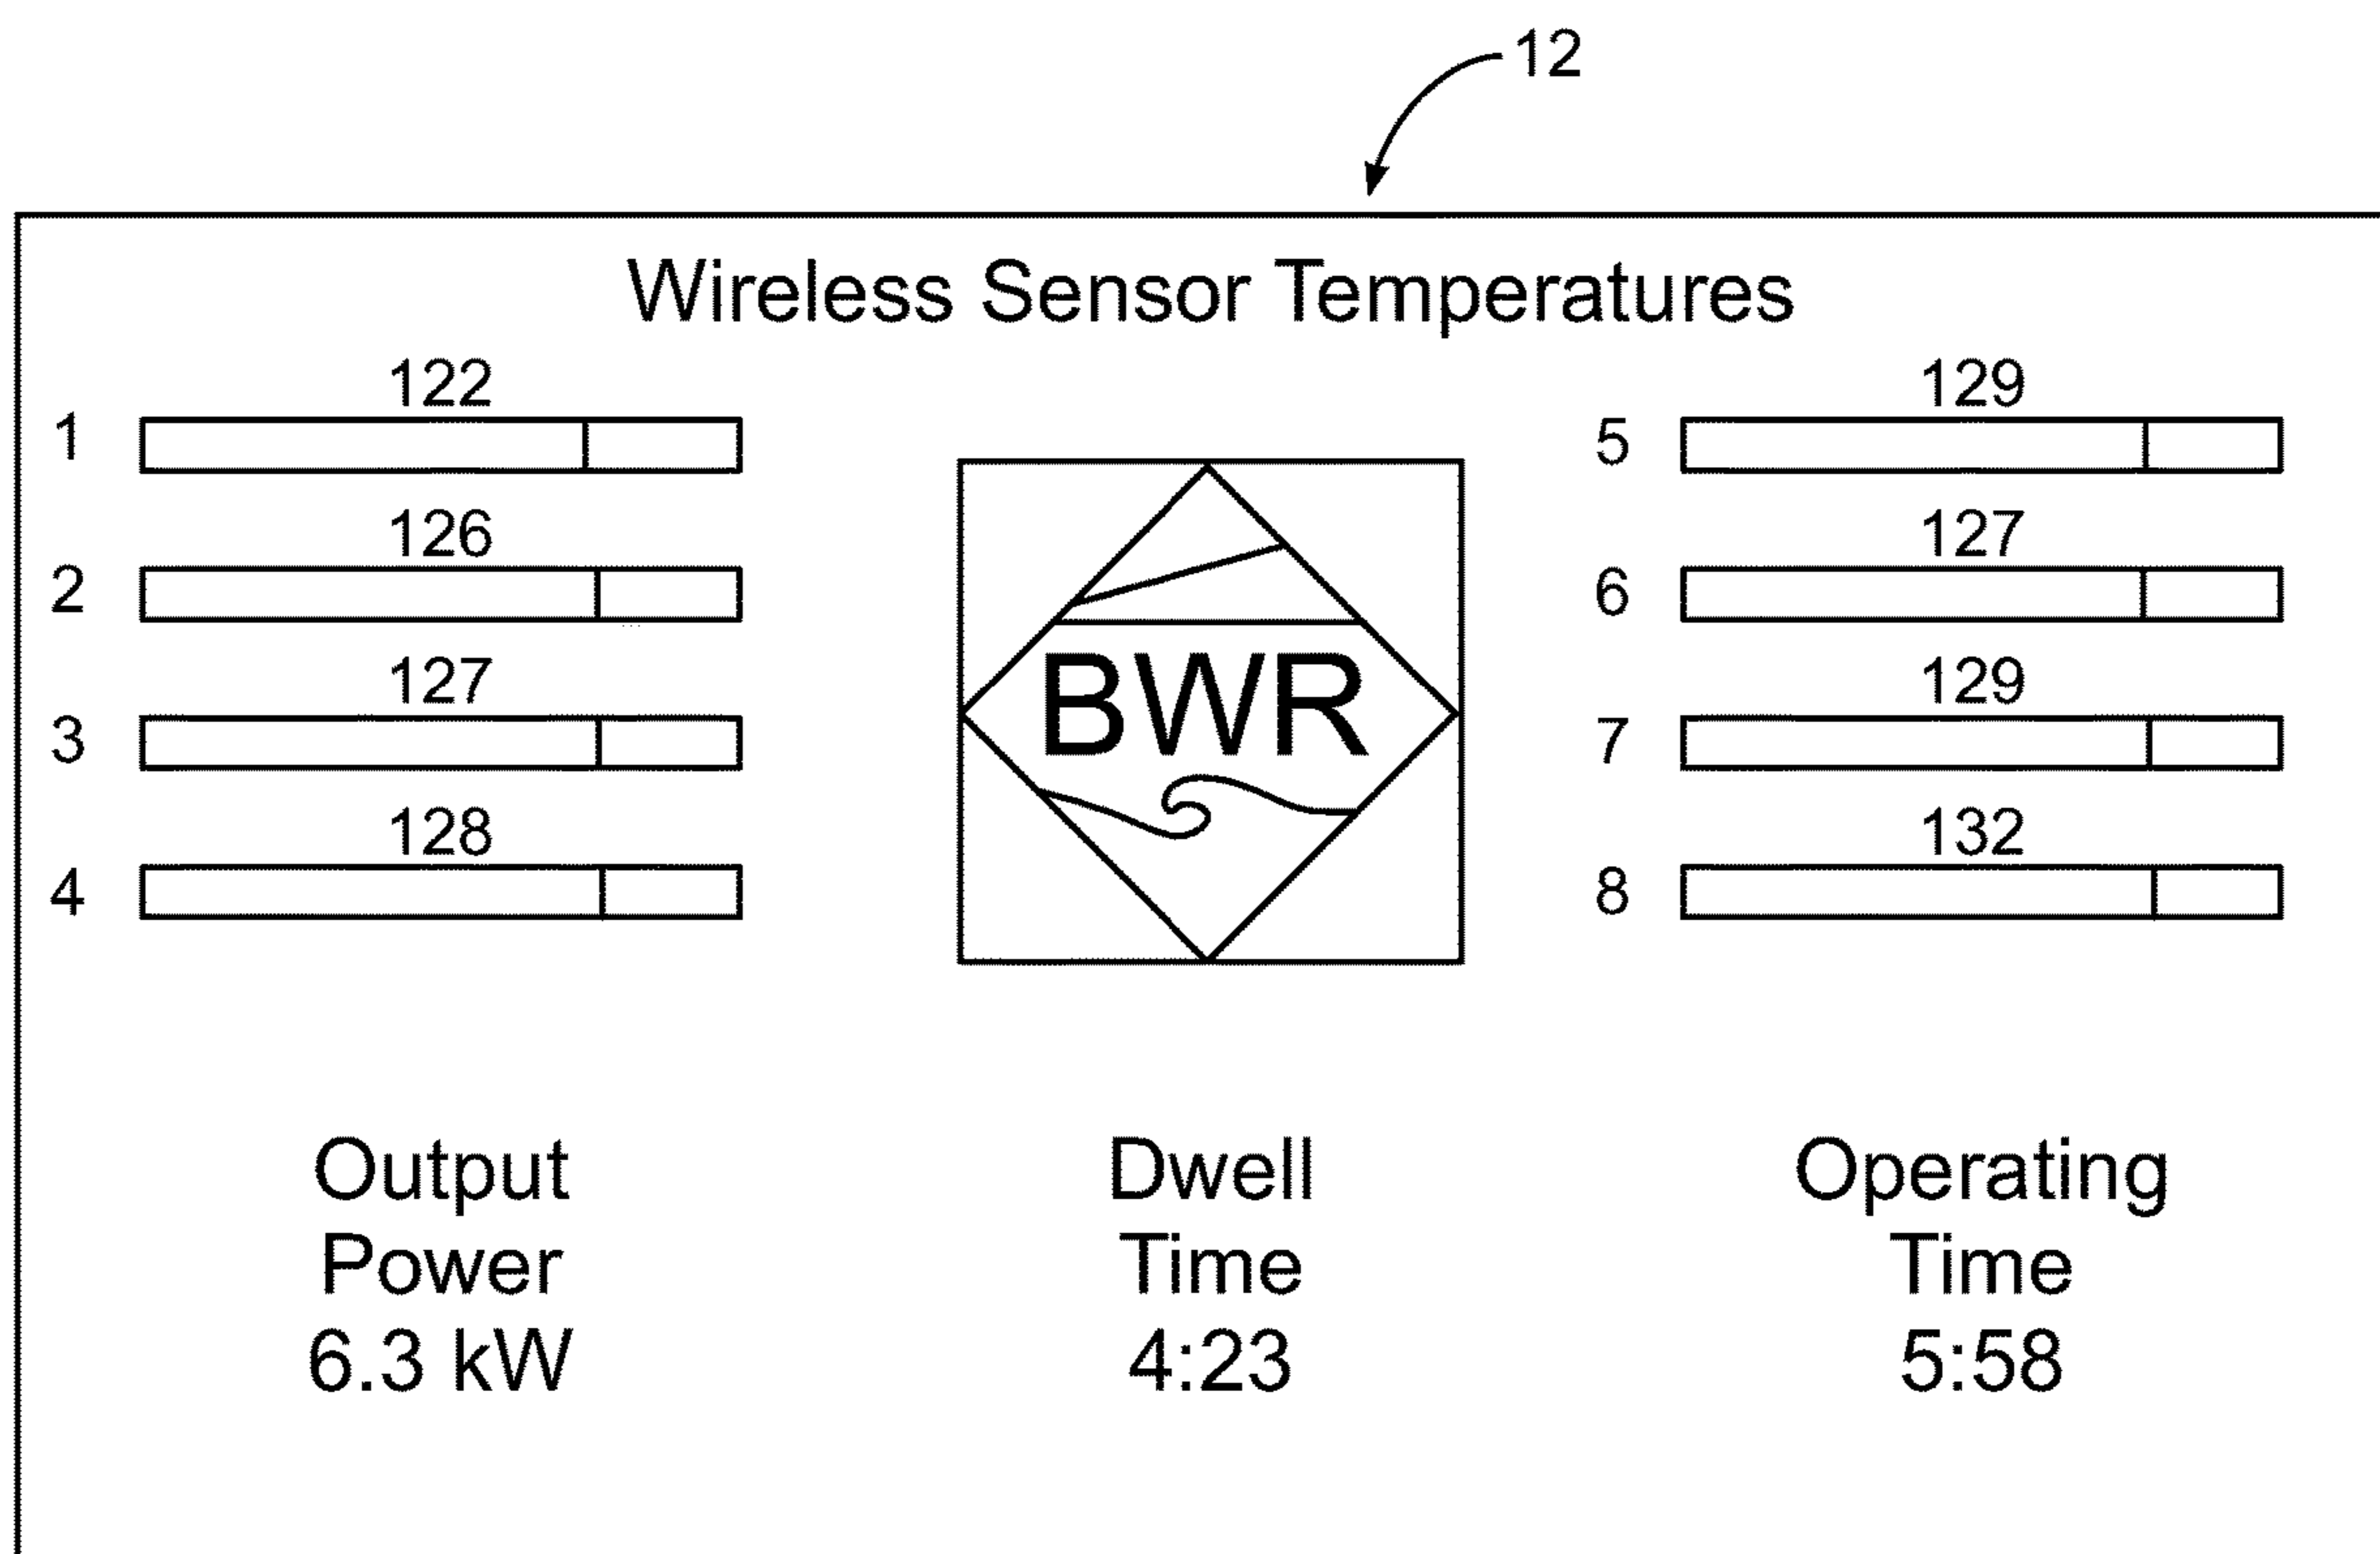 12
Wireless Sensor Temperatures
122
1
126
2
127
3
128
4
BWR
129
5
127
6
129
7
132
8
Output
Power
6.3 kW
Dwell
Time
4:23
Operating
Time
5:58